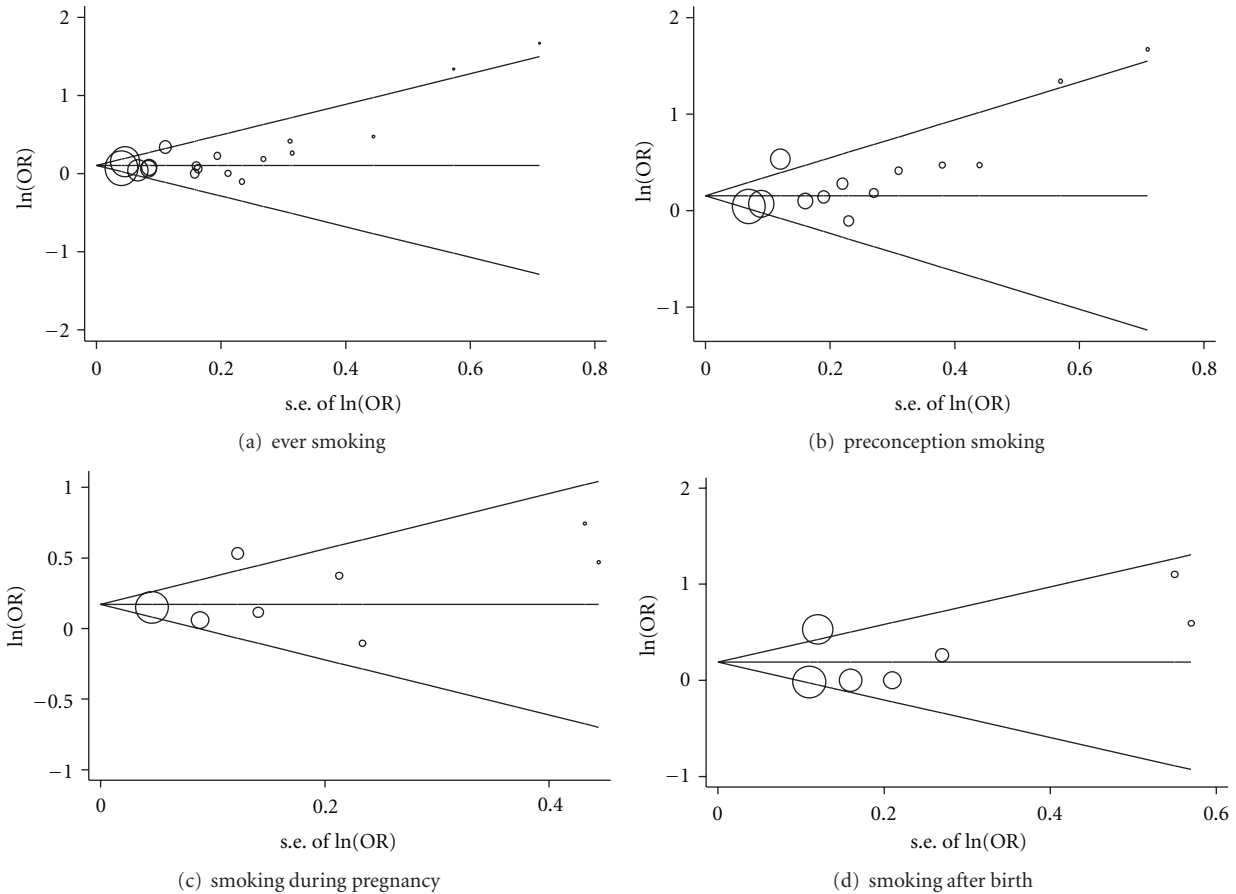 2
1
0
−1
−2
ln(OR)
0 0.2 0.4 0.6 0.8
s.e. of ln(OR)
(a) ever smoking
2
1
0
−1
ln(OR)
0 0.2 0.4 0.6 0.8
s.e. of ln(OR)
(b) preconception smoking
1
0.5
0
−0.5
−1
ln(OR)
0 0.2 0.4
s.e. of ln(OR)
(c) smoking during pregnancy
2
1
0
−1
ln(OR)
0 0.2 0.4 0.6
s.e. of ln(OR)
(d) smoking after birth